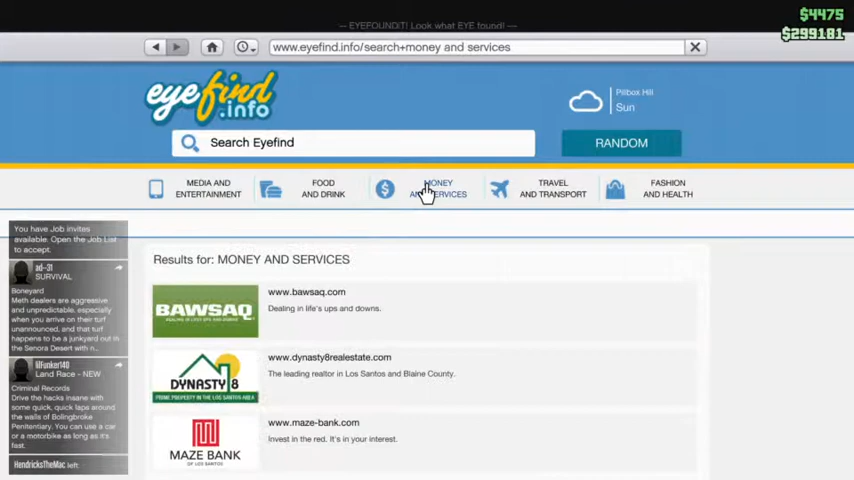 — EYEFOUNDIT! Look what EYE found! —
$4475
$299181
www.eyefind.info/search+money and services
eyefind
.info
Pillbox Hill
Sun
Search Eyefind
RANDOM
MEDIA AND
ENTERTAINMENT
FOOD
AND DRINK
MONEY
AND SERVICES
TRAVEL
AND TRANSPORT
FASHION
AND HEALTH
You have Job invites
available. Open the Job List
to accept.
ad-31
SURVIVAL
Boneyard
Meth dealers are aggressive
and unpredictable, especially
when you arrive on their turf
unannounced, and that turf
happens to be a junkyard out in
the Senora Desert with n...
lilFunker140
Land Race - NEW
Criminal Records
Drive the hacks insane with
some quick, quick laps around
the walls of Bolingbroke
Penitentiary. You can use a car
or a motorbike as long as it's
fast.
HendricksTheMac left.
Results for: MONEY AND SERVICES
BAWSAQ
DEALING IN LIFE'S UPS AND DOWNS
www.bawsaq.com
Dealing in life's ups and downs.
DYNASTY 8
PRIME PROPERTY IN THE LOS SANTOS AREA
www.dynasty8realestate.com
The leading realtor in Los Santos and Blaine County.
MAZE BANK
OF LOS SANTOS
www.maze-bank.com
Invest in the red. It's in your interest.